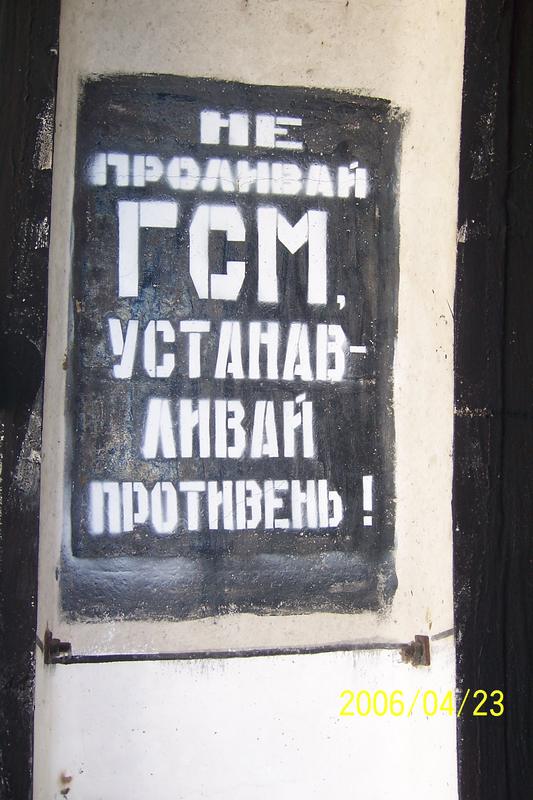 НЕ
ПРОЛИВАЙ
ГСМ,
УСТАНАВ-
ЛИВАЙ
ПРОТИВЕНЬ !
2006/04/23